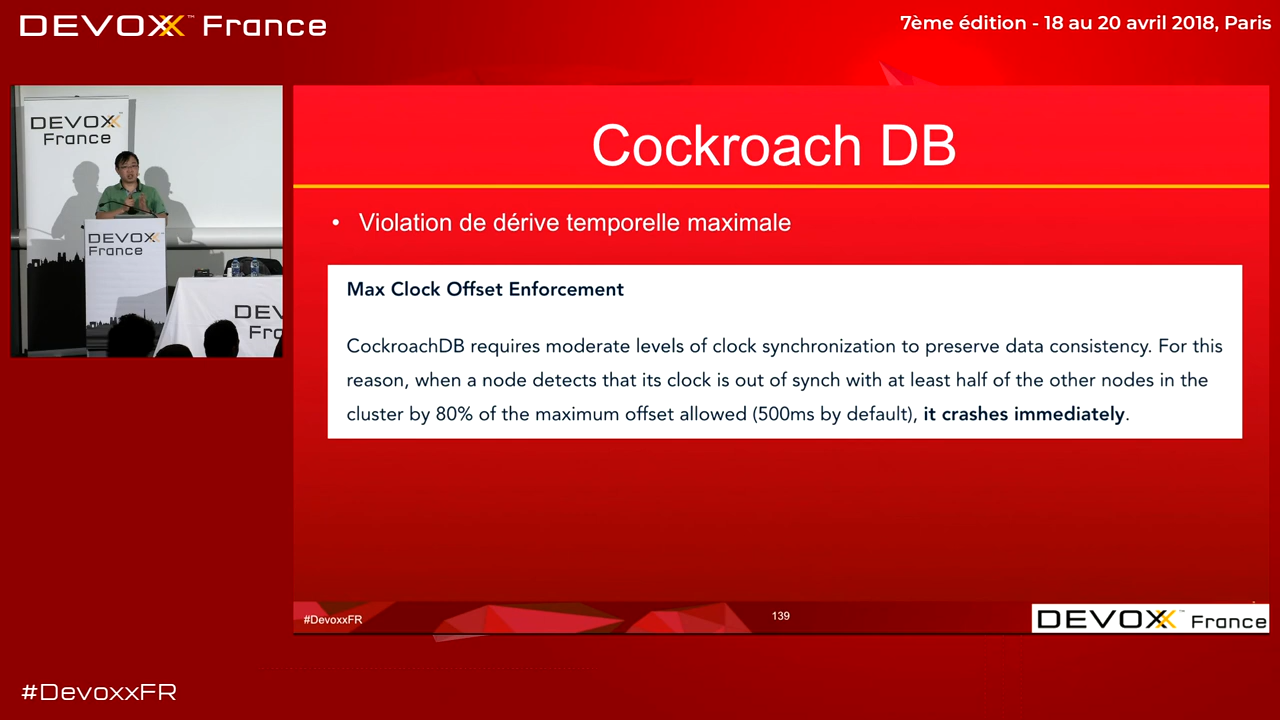 DEVOXX™ France
7ème édition - 18 au 20 avril 2018, Paris
DEVOXX
France
DEVOXX
France
DEV
Fra
Cockroach DB
• Violation de dérive temporelle maximale
Max Clock Offset Enforcement
CockroachDB requires moderate levels of clock synchronization to preserve data consistency. For this
reason, when a node detects that its clock is out of synch with at least half of the other nodes in the
cluster by 80% of the maximum offset allowed (500ms by default), it crashes immediately.
#DevoxxFR
139
DEVOXX™ France
#DevoxxFR